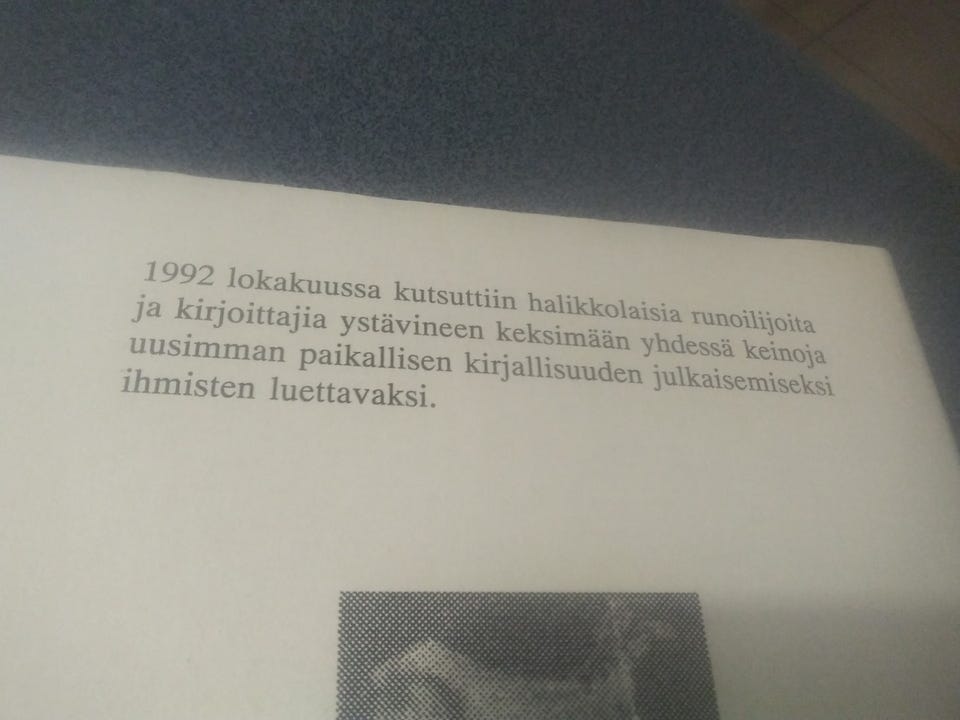 1992 lokakuussa kutsuttiin halikkolaisia runoilijoita
ja kirjoittajia ystävineen keksimään yhdessä keinoja
uusimman paikallisen kirjallisuuden julkaisemiseksi
ihmisten luettavaksi.